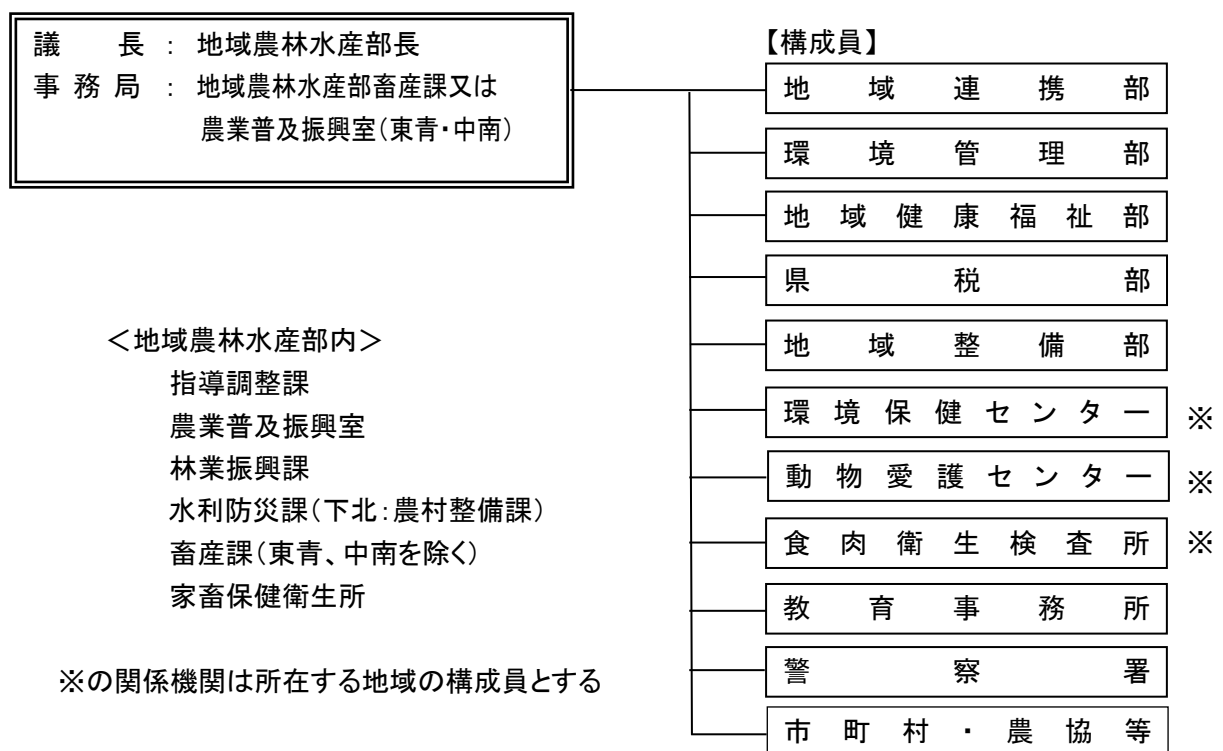 議長：地域農林水産部長
事務局：地域農林水産部畜産課又は
農業普及振興室（東青・中南）
【構成員】
地域連携部
環境管理部
地域健康福祉部
県税部
地域整備部
環境保健センター ※
動物愛護センター ※
食肉衛生検査所 ※
教育事務所
警察署
市町村・農協等
＜地域農林水産部内＞
指導調整課
農業普及振興室
林業振興課
水利防災課（下北：農村整備課）
畜産課（東青、中南を除く）
家畜保健衛生所
※の関係機関は所在する地域の構成員とする